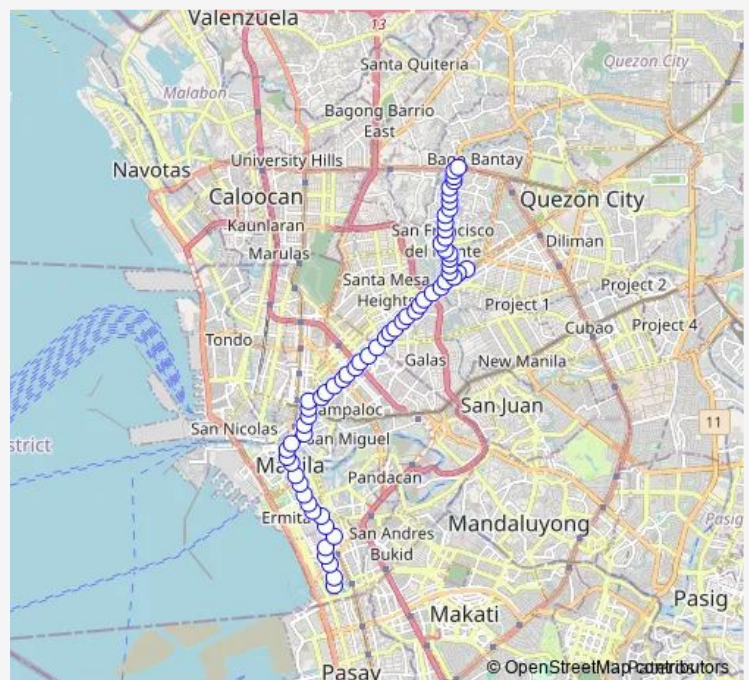 Valenzuela
13
Santa Quiteria
Quezon City
Malabon
Bagong Barrio
East
University Hills
Bago Bantay
Navotas
Caloocan
Quezon City
Kaunlaran
San Francisco
del Monte
Diliman
Marulas
Santa Mesa
Heights
Project 2
Project 1
Project 4
Cubao
Tondo
Galas
New Manila
Sampaloc
San Juan
San Nicolas
San Miguel
11
strict
Manila
Pandacan
Ermita
San Andres
Bukid
Mandaluyong
Pasig
Pasig
Makati
Pasay
© OpenStreetMap contributors